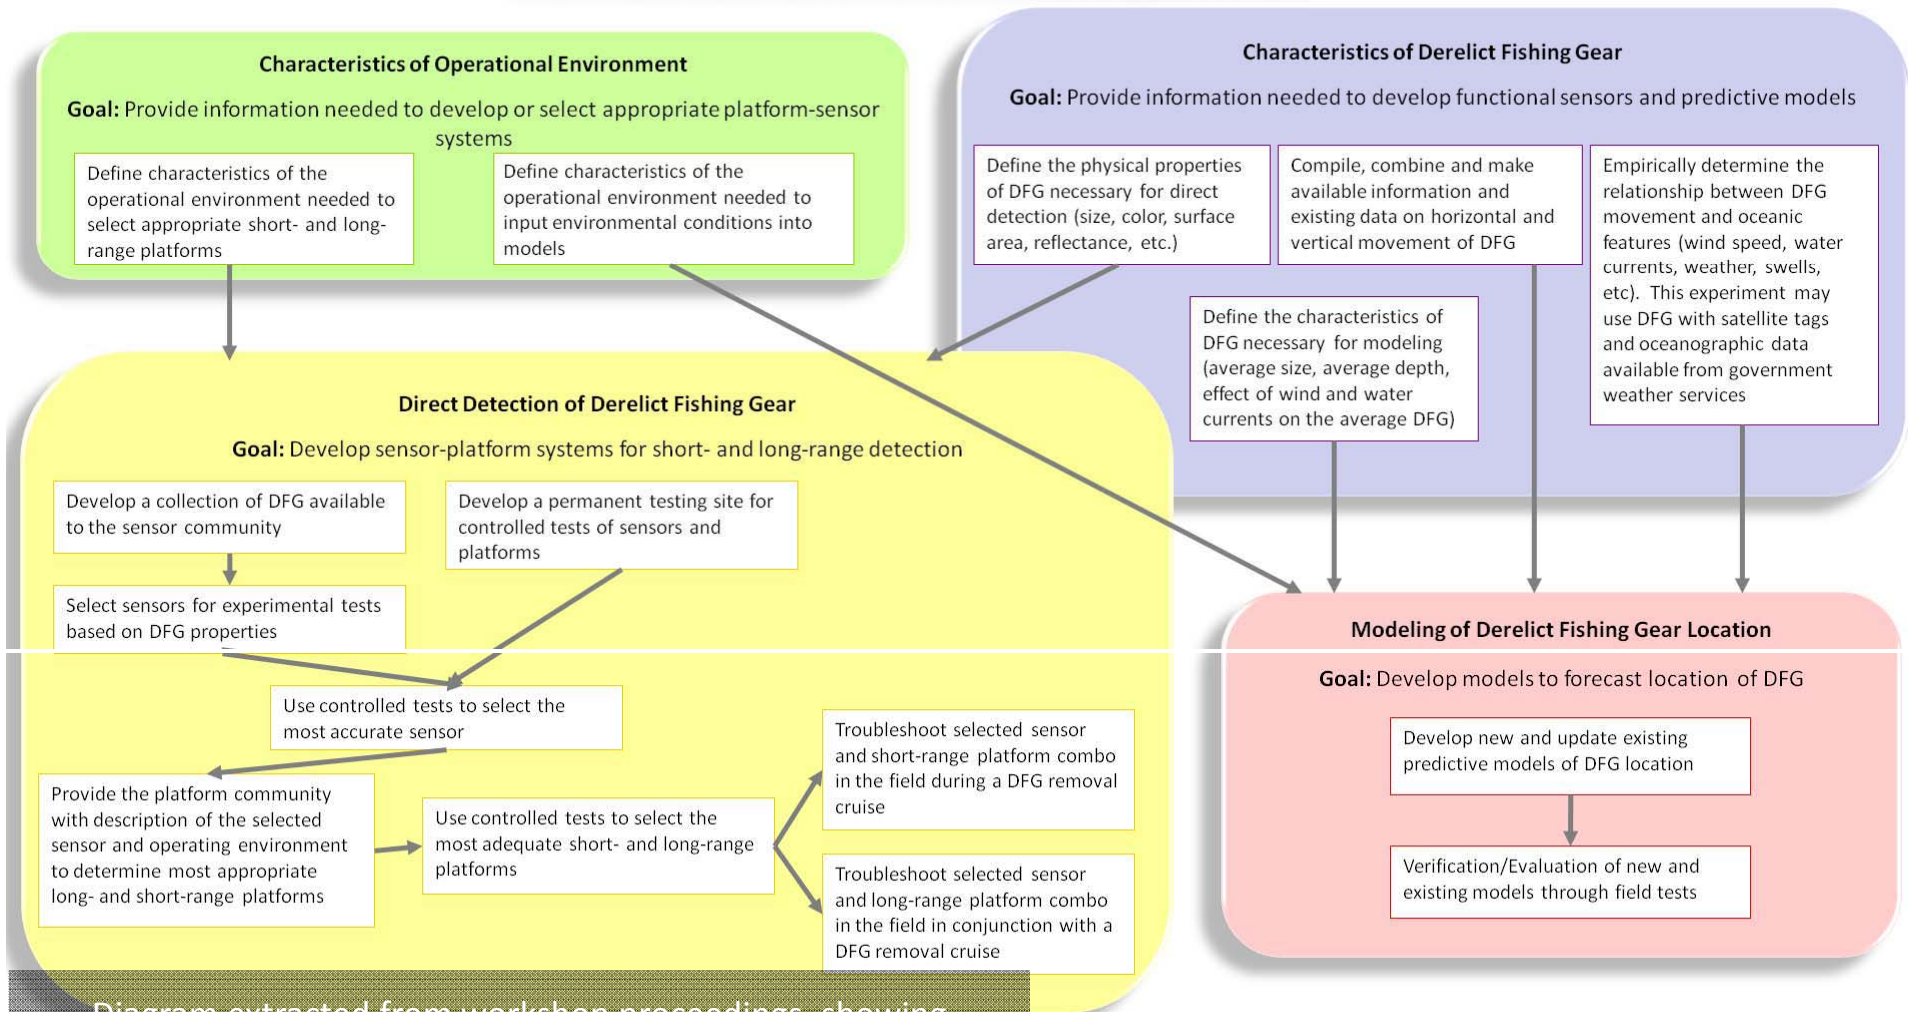 Characteristics of Operational Environment
Goal: Provide information needed to develop or select appropriate platform-sensor
systems
Define characteristics of the
operational environment needed to
select appropriate short- and long-
range platforms
Define characteristics of the
operational environment needed to
input environmental conditions into
models
Characteristics of Derelict Fishing Gear
Goal: Provide information needed to develop functional sensors and predictive models
Define the physical properties
of DFG necessary for direct
detection (size, color, surface
area, reflectance, etc.)
Compile, combine and make
available information and
existing data on horizontal and
vertical movement of DFG
Empirically determine the
relationship between DFG
movement and oceanic
features (wind speed, water
currents, weather, swells,
etc).  This experiment may
use DFG with satellite tags
and oceanographic data
available from government
weather services
Define the characteristics of
DFG necessary for modeling
(average size, average depth,
effect of wind and water
currents on the average DFG)
Direct Detection of Derelict Fishing Gear
Goal: Develop sensor-platform systems for short- and long-range detection
Develop a collection of DFG available
to the sensor community
Develop a permanent testing site for
controlled tests of sensors and
platforms
Select sensors for experimental tests
based on DFG properties
Use controlled tests to select the
most accurate sensor
Provide the platform community
with description of the selected
sensor and operating environment
to determine most appropriate
long- and short-range platforms
Use controlled tests to select the
most adequate short- and long-range
platforms
Troubleshoot selected sensor
and short-range platform combo
in the field during a DFG removal
cruise
Troubleshoot selected sensor
and long-range platform combo
in the field in conjunction with a
DFG removal cruise
Modeling of Derelict Fishing Gear Location
Goal: Develop models to forecast location of DFG
Develop new and update existing
predictive models of DFG location
Verification/Evaluation of new and
existing models through field tests
Diagram extracted from workshop proceedings, showing